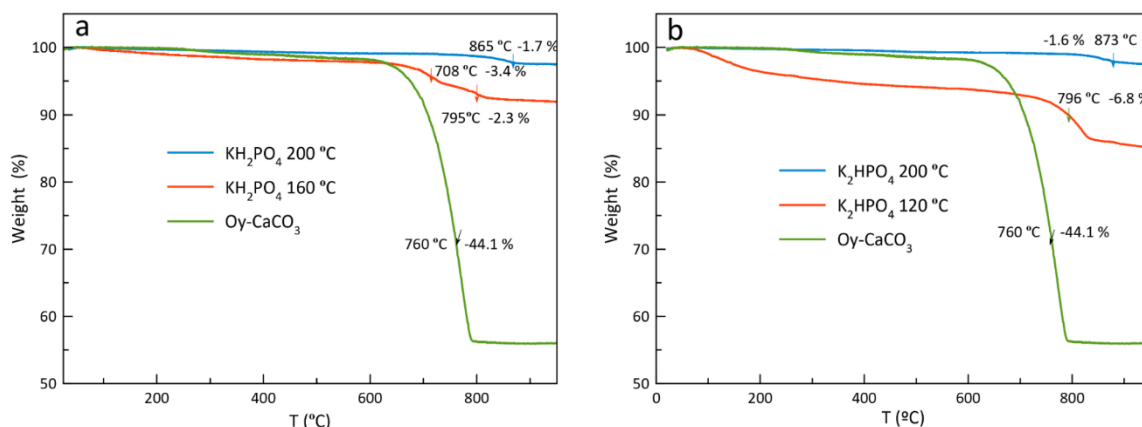 a
100
90
80
70
60
50
Weight (%)
200
400
600
800
T (ºC)
865 ºC -1.7 %
708 ºC -3.4 %
795ºC -2.3 %
KH₂PO₄ 200 ºC
KH₂PO₄ 160 ºC
Oy-CaCO₃
760 ºC -44.1 %
b
100
90
80
70
60
50
Weight (%)
0
200
400
600
800
T (ºC)
-1.6 % 873 ºC
796 ºC -6.8 %
K₂HPO₄ 200 ºC
K₂HPO₄ 120 ºC
Oy-CaCO₃
760 ºC -44.1 %